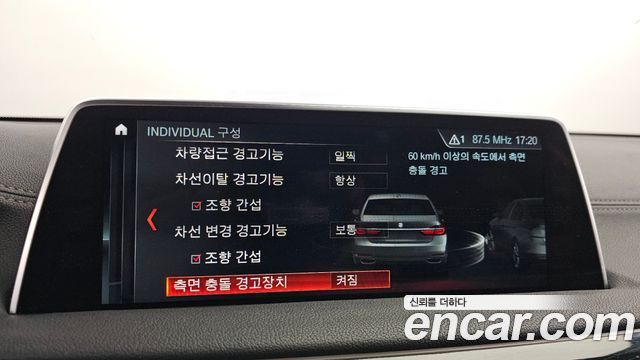 INDIVIDUAL 구성
1 87.5 MHz 17:20
차량접근 경고기능 일찍
차선이탈 경고기능 항상
조향 간섭
차선 변경 경고기능 보통
조향 간섭
측면 충돌 경고장치 켜짐
60 km/h 이상의 속도에서 측면
충돌 경고
신뢰를 더하다
encar.com